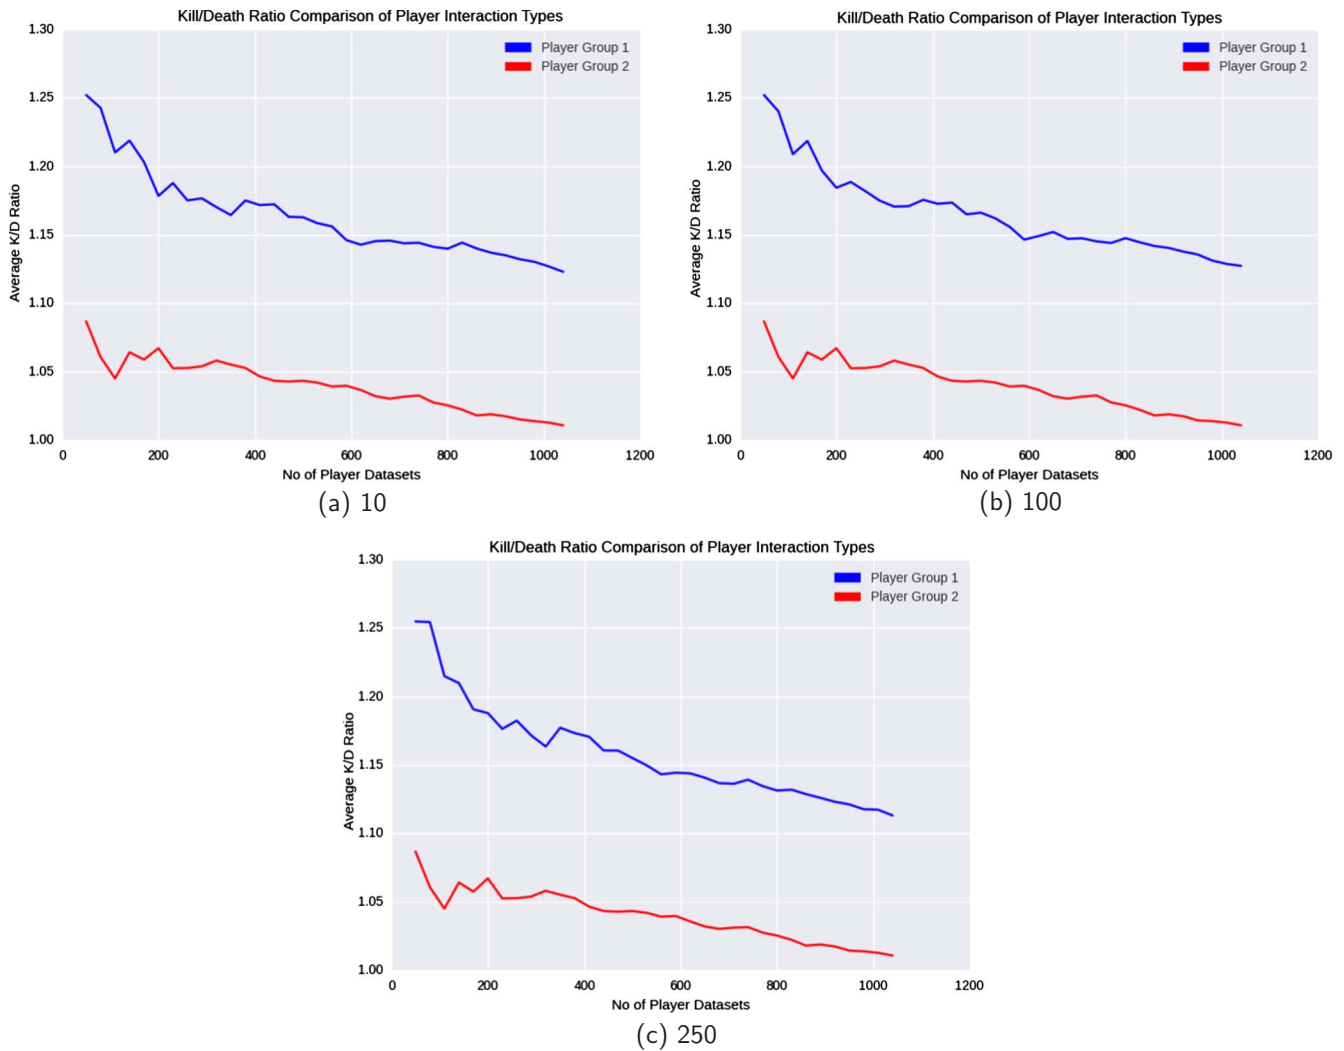 Kill/Death Ratio Comparison of Player Interaction Types
Player Group 1
Player Group 2
Average K/D Ratio
1.30
1.25
1.20
1.15
1.10
1.05
1.00
0 200 400 600 800 1000 1200
No of Player Datasets
(a) 10
Kill/Death Ratio Comparison of Player Interaction Types
Player Group 1
Player Group 2
Average K/D Ratio
1.30
1.25
1.20
1.15
1.10
1.05
1.00
0 200 400 600 800 1000 1200
No of Player Datasets
(b) 100
Kill/Death Ratio Comparison of Player Interaction Types
Player Group 1
Player Group 2
Average K/D Ratio
1.30
1.25
1.20
1.15
1.10
1.05
1.00
0 200 400 600 800 1000 1200
No of Player Datasets
(c) 250